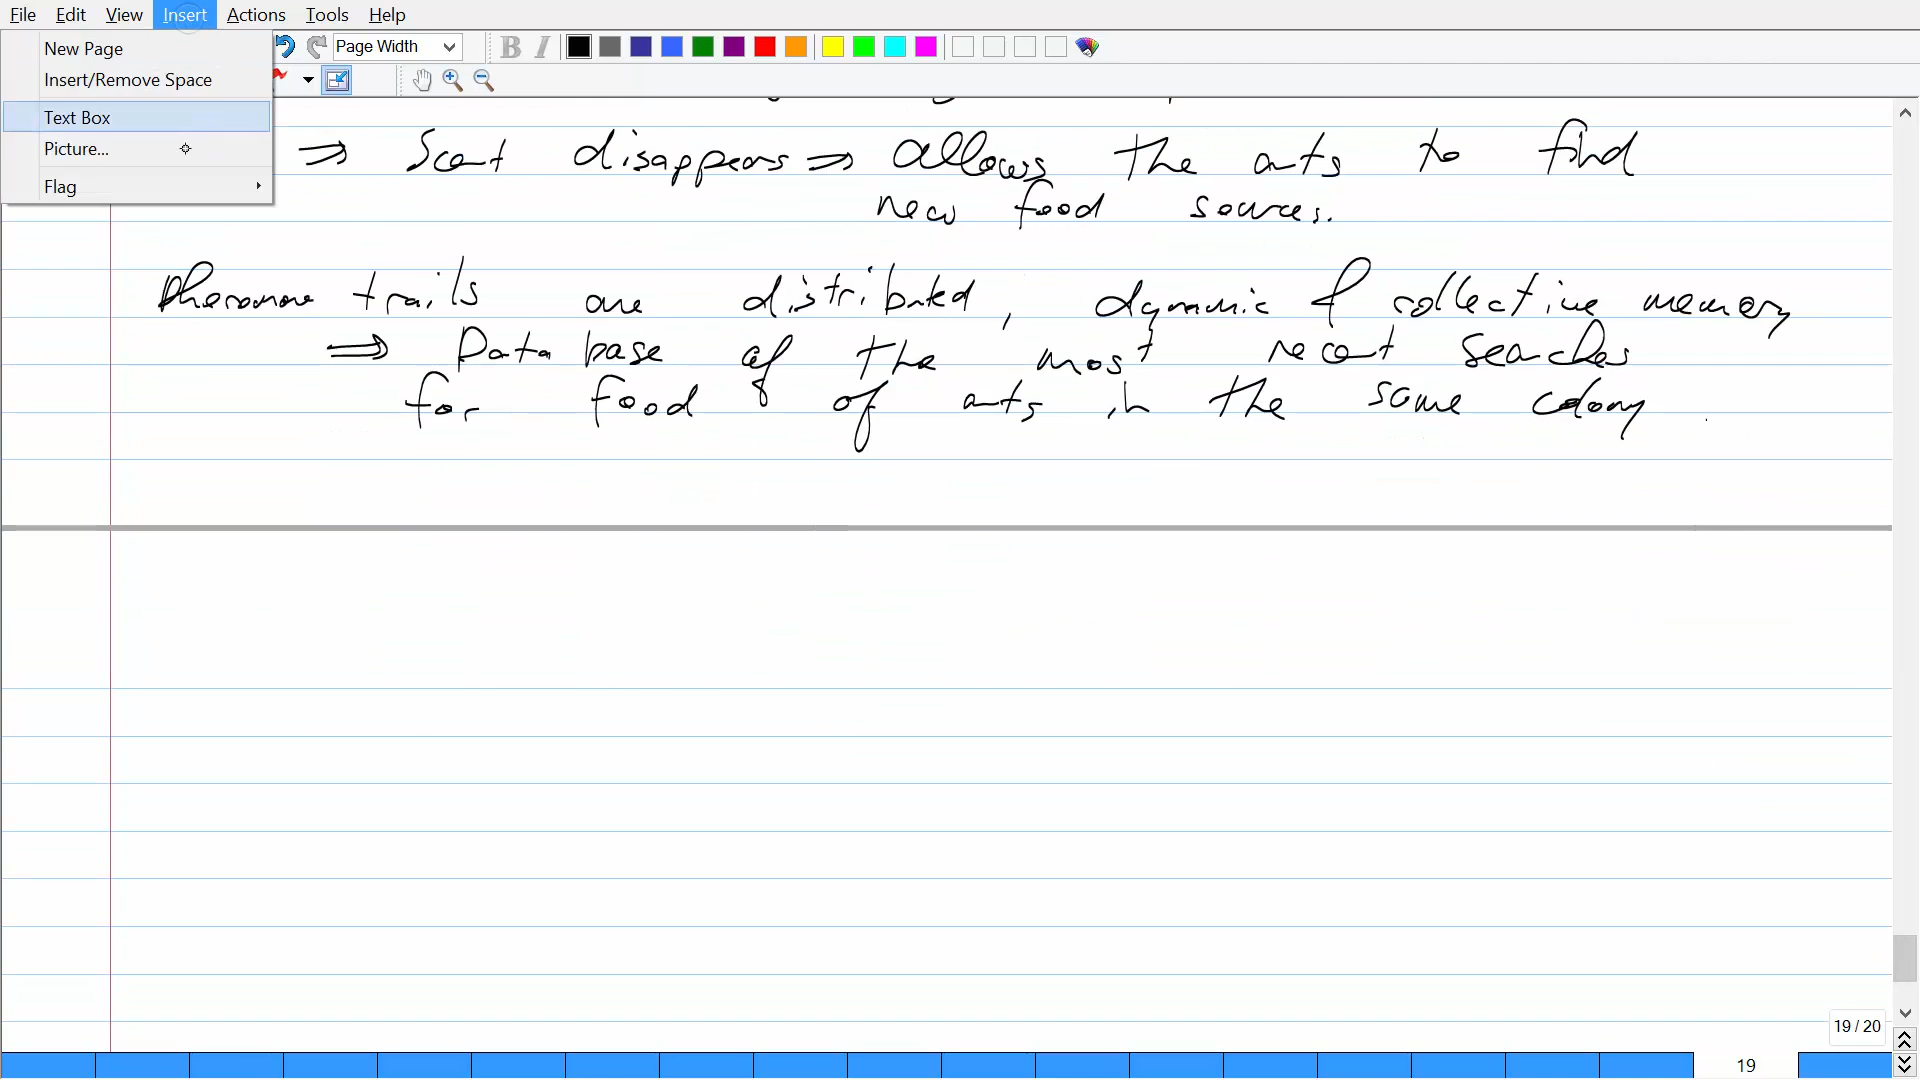 File Edit View Insert Actions Tools Help
New Page
Page Width
B I
Insert/Remove Space
Text Box
Picture...
Flag
⇒ Scent disappears ⇒ allows the ants to find
new food sources.
Pheromone trails are distributed, dynamic & collective memory
⇒ Data base of the most recent searches
for food of ants in the same colony.
19 / 20
19